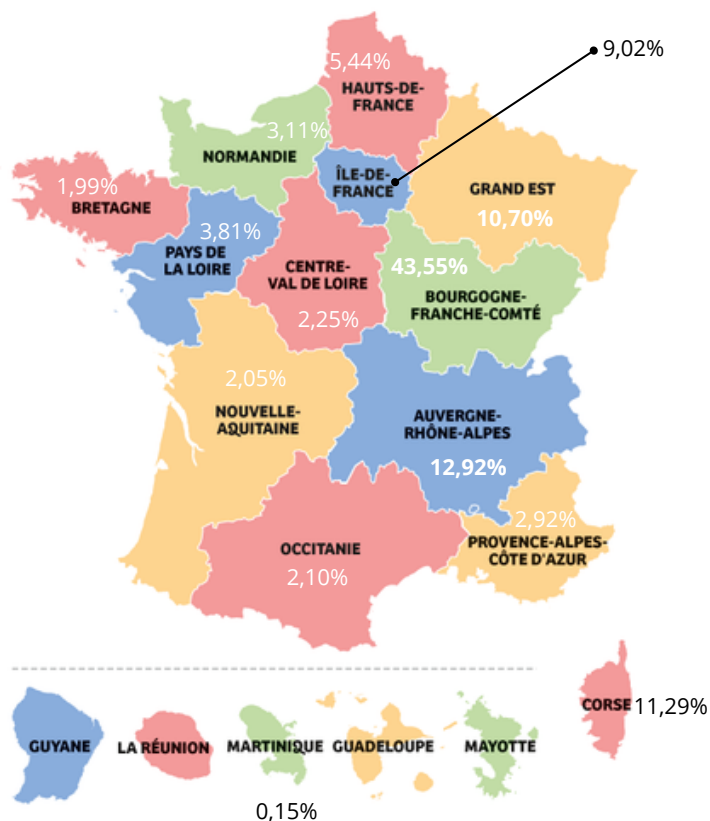 9,02%
5,44%
HAUTS-DE-
FRANCE
3,11%
NORMANDIE
ÎLE-DE-
FRANCE
GRAND EST
10,70%
1,99%
BRETAGNE
3,81%
PAYS DE
LA LOIRE
CENTRE-
VAL DE LOIRE
2,25%
43,55%
BOURGOGNE-
FRANCHE-COMTÉ
2,05%
NOUVELLE-
AQUITAINE
AUVERGNE-
RHÔNE-ALPES
12,92%
OCCITANIE
2,10%
2,92%
PROVENCE-ALPES-
CÔTE D'AZUR
CORSE 11,29%
GUYANE
LA RÉUNION
MARTINIQUE
GUADELOUPE
MAYOTTE
0,15%